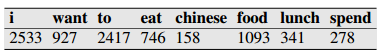 i want to eat chinese food lunch spend
2533 927 2417 746 158 1093 341 278